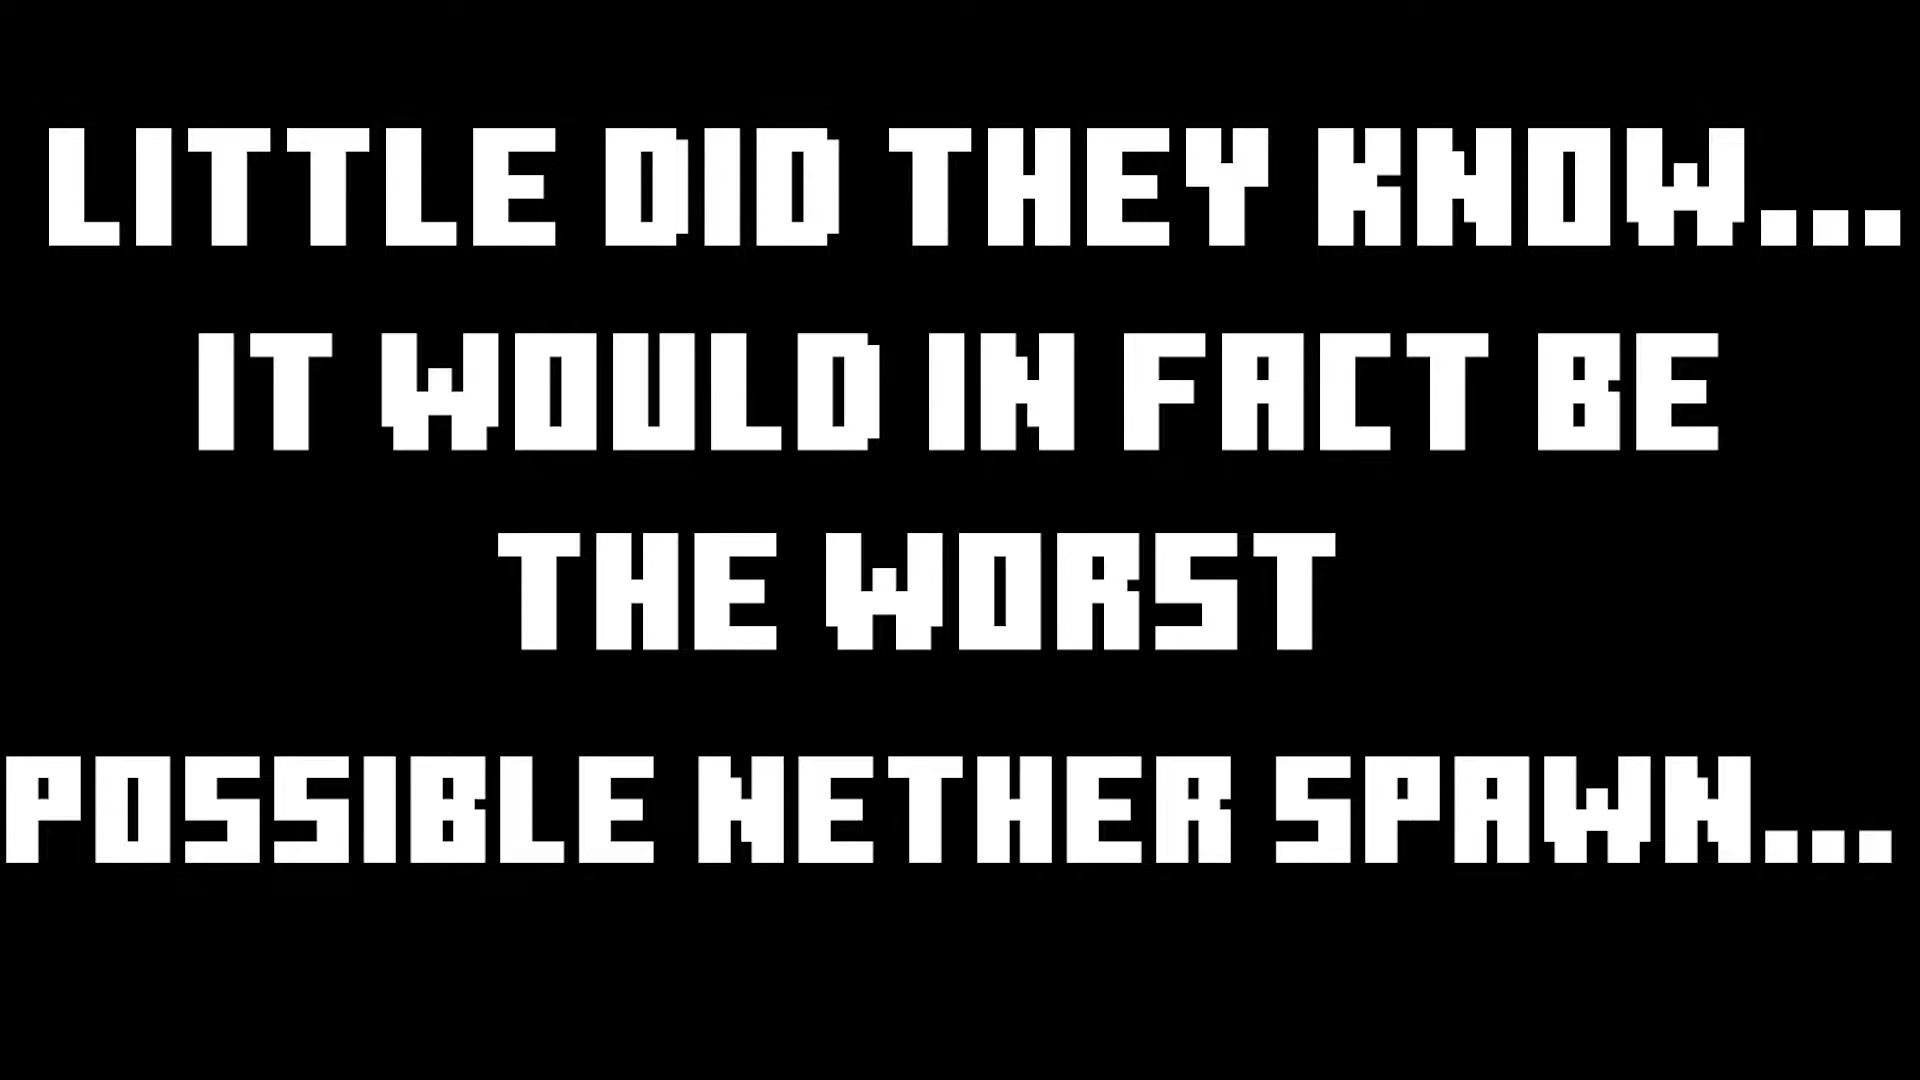 LITTLE DID THEY KNOW...
IT WOULD IN FACT BE
THE WORST
POSSIBLE NETHER SPAWN...